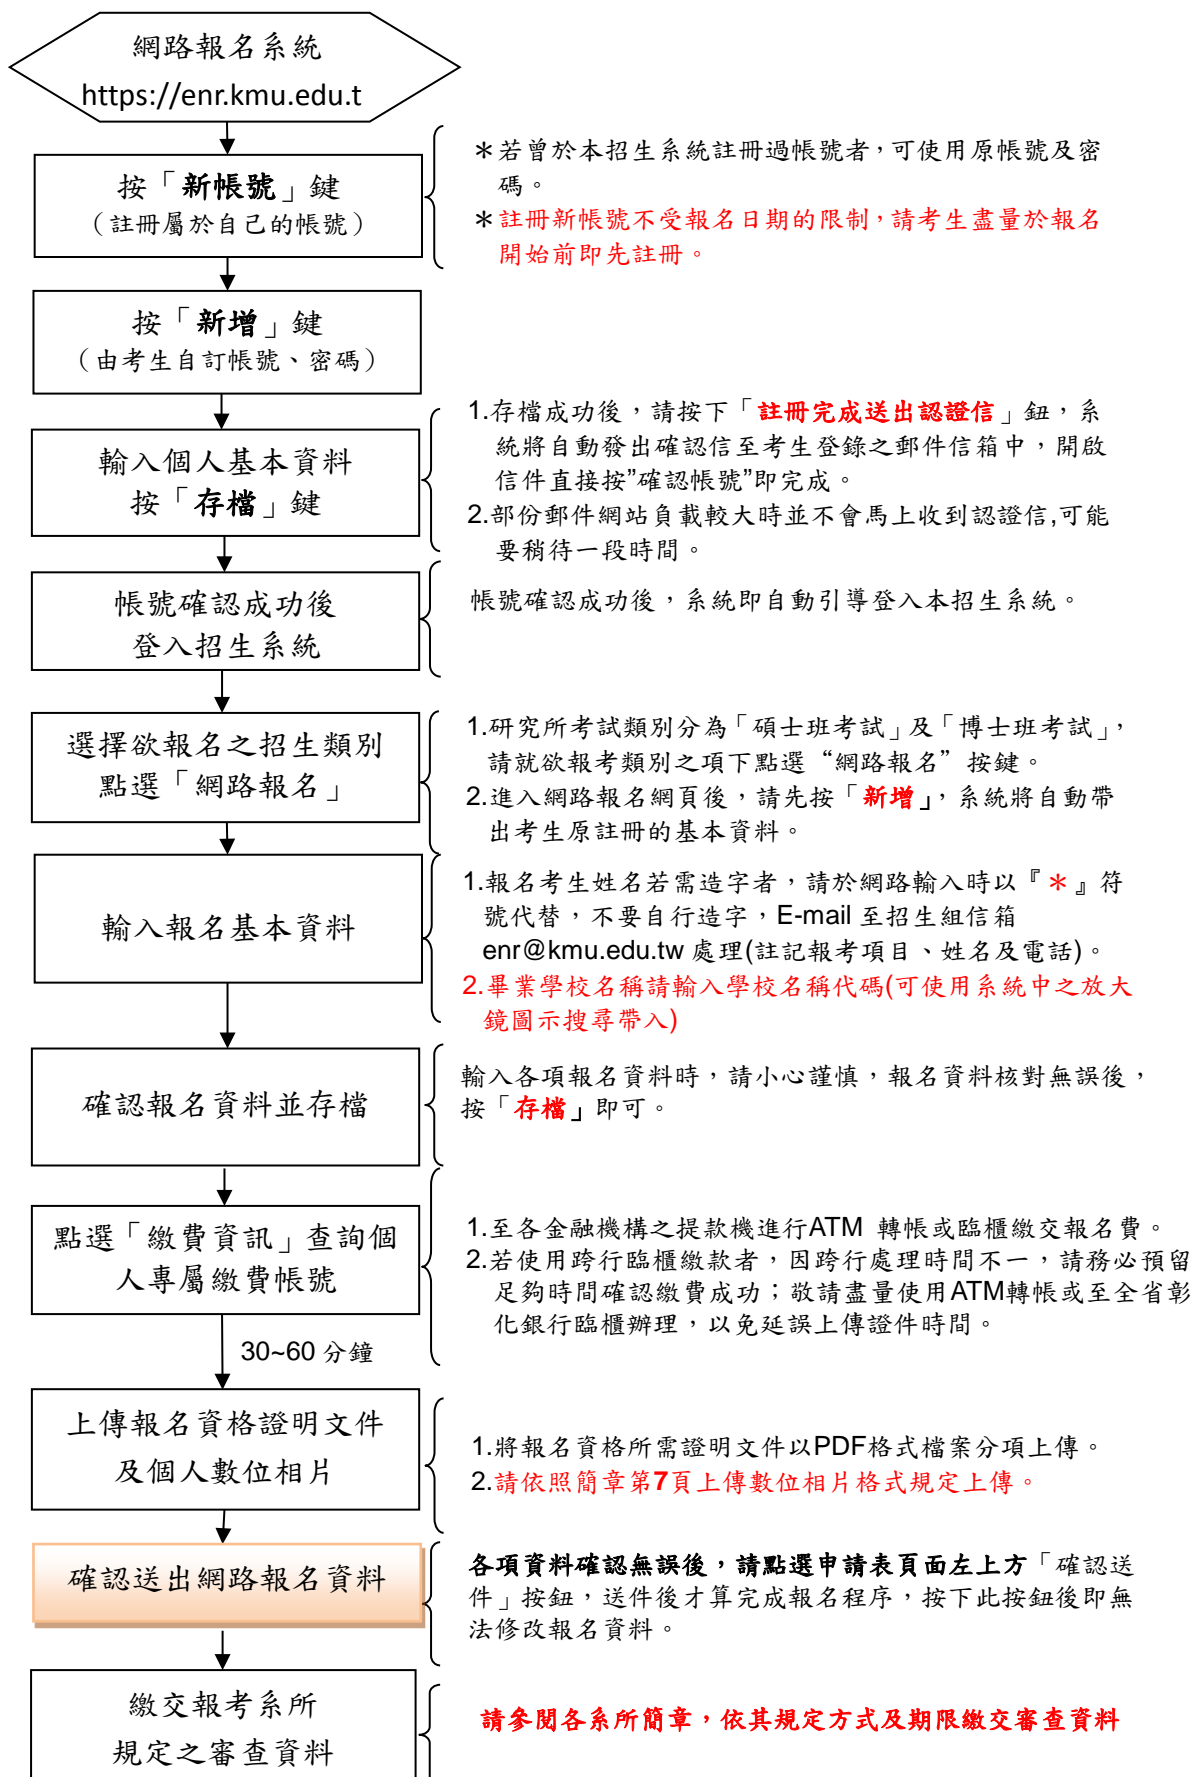 網路報名系統
https://enr.kmu.edu.t
按「新帳號」鍵
（註冊屬於自己的帳號）
＊若曾於本招生系統註冊過帳號者，可使用原帳號及密
碼。
＊註冊新帳號不受報名日期的限制，請考生盡量於報名
開始前即先註冊。
按「新增」鍵
（由考生自訂帳號、密碼）
輸入個人基本資料
按「存檔」鍵
1.存檔成功後，請按下「註冊完成送出認證信」鈕，系
統將自動發出確認信至考生登錄之郵件信箱中，開啟
信件直接按”確認帳號”即完成。
2.部份郵件網站負載較大時並不會馬上收到認證信,可能
要稍待一段時間。
帳號確認成功後
登入招生系統
帳號確認成功後，系統即自動引導登入本招生系統。
選擇欲報名之招生類別
點選「網路報名」
1.研究所考試類別分為「碩士班考試」及「博士班考試」，
請就欲報考類別之項下點選“網路報名”按鍵。
2.進入網路報名網頁後，請先按「新增」，系統將自動帶
出考生原註冊的基本資料。
輸入報名基本資料
1.報名考生姓名若需造字者，請於網路輸入時以『＊』符
號代替，不要自行造字，E-mail 至招生組信箱
enr@kmu.edu.tw 處理(註記報考項目、姓名及電話)。
2.畢業學校名稱請輸入學校名稱代碼(可使用系統中之放大
鏡圖示搜尋帶入)
確認報名資料並存檔
輸入各項報名資料時，請小心謹慎，報名資料核對無誤後，
按「存檔」即可。
點選「繳費資訊」查詢個
人專屬繳費帳號
1.至各金融機構之提款機進行ATM 轉帳或臨櫃繳交報名費。
2.若使用跨行臨櫃繳款者，因跨行處理時間不一，請務必預留
足夠時間確認繳費成功；敬請盡量使用ATM轉帳或至全省彰
化銀行臨櫃辦理，以免延誤上傳證件時間。
30~60 分鐘
上傳報名資格證明文件
及個人數位相片
1.將報名資格所需證明文件以PDF格式檔案分項上傳。
2.請依照簡章第7頁上傳數位相片格式規定上傳。
確認送出網路報名資料
各項資料確認無誤後，請點選申請表頁面左上方「確認送
件」按鈕，送件後才算完成報名程序，按下此按鈕後即無
法修改報名資料。
繳交報考系所
規定之審查資料
請參閱各系所簡章，依其規定方式及期限繳交審查資料